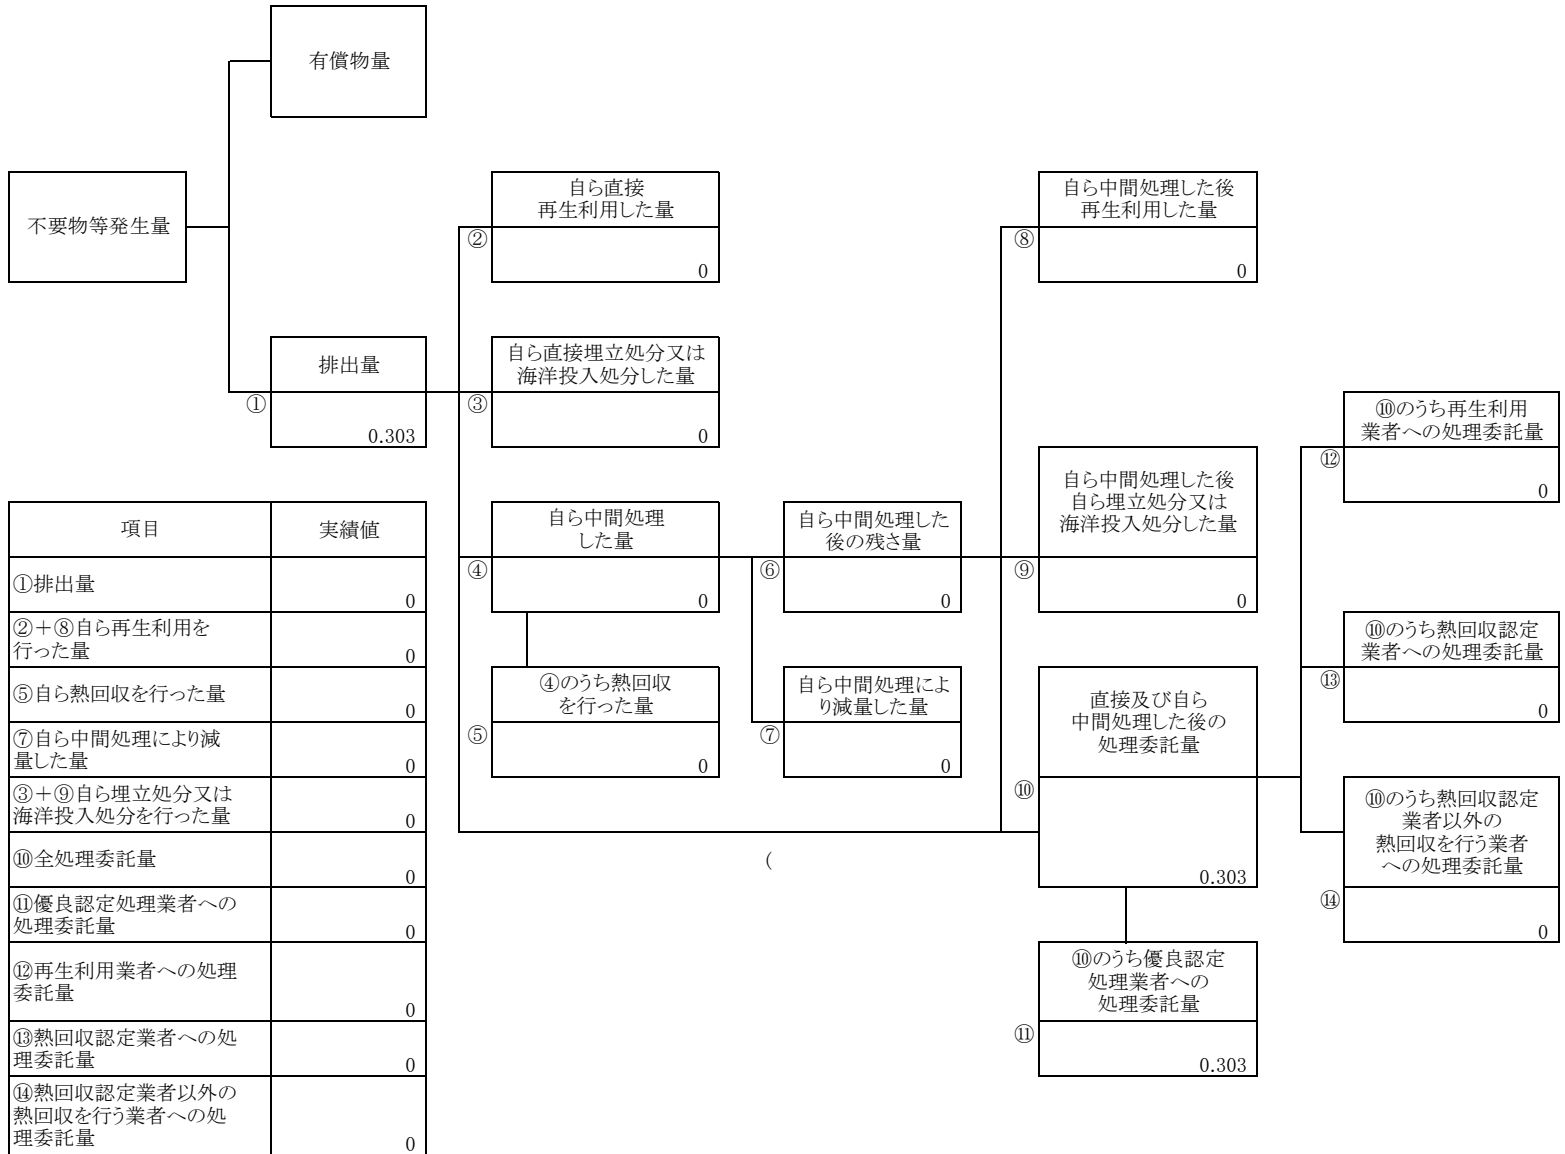 有償物量
不要物等発生量
自ら直接
再生利用した量
②
0
自ら中間処理した後
再生利用した量
⑧
0
排出量
①
0.303
自ら直接埋立処分又は
海洋投入処分した量
③
0
⑩のうち再生利用
業者への処理委託量
⑫
0
自ら中間処理した後
自ら埋立処分又は
海洋投入処分した量
⑨
0
自ら中間処理
した量
④
0
自ら中間処理した
後の残さ量
⑥
0
⑩のうち熱回収認定
業者への処理委託量
⑬
0
④のうち熱回収
を行った量
⑤
0
自ら中間処理によ
り減量した量
⑦
0
直接及び自ら
中間処理した後の
処理委託量
⑩
0.303
⑩のうち熱回収認定
業者以外の
熱回収を行う業者
への処理委託量
⑭
0
(
⑩のうち優良認定
処理業者への
処理委託量
⑪
0.303
項目 実績値
①排出量
0
②＋⑧自ら再生利用を
行った量
0
⑤自ら熱回収を行った量
0
⑦自ら中間処理により減
量した量
0
③＋⑨自ら埋立処分又は
海洋投入処分を行った量
0
⑩全処理委託量
0
⑪優良認定処理業者への
処理委託量
0
⑫再生利用業者への処理
委託量
0
⑬熱回収認定業者への処
理委託量
0
⑭熱回収認定業者以外の
熱回収を行う業者への処
理委託量
0